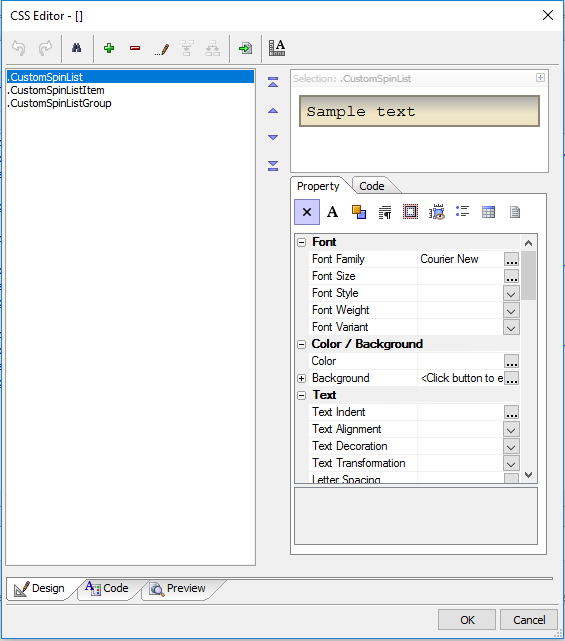 CSS Editor - []
.CustomSpinList
.CustomSpinListItem
.CustomSpinListGroup
Selection: .CustomSpinList
Sample text
Property Code
A
Font
Font Family Courier New
Font Size
Font Style
Font Weight
Font Variant
Color / Background
Color
Background <Click button to e
Text
Text Indent
Text Alignment
Text Decoration
Text Transformation
Letter Spacing
Design Code Preview
OK Cancel